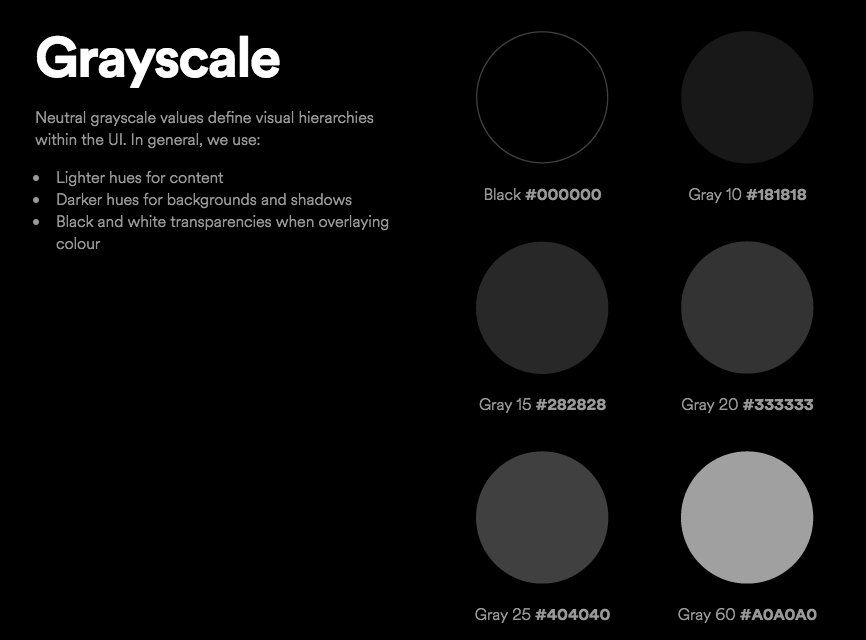 Grayscale
Neutral grayscale values define visual hierarchies
within the UI. In general, we use:
• Lighter hues for content
• Darker hues for backgrounds and shadows
• Black and white transparencies when overlaying
colour
Black #000000
Gray 10 #181818
Gray 15 #282828
Gray 20 #333333
Gray 25 #404040
Gray 60 #A0A0A0